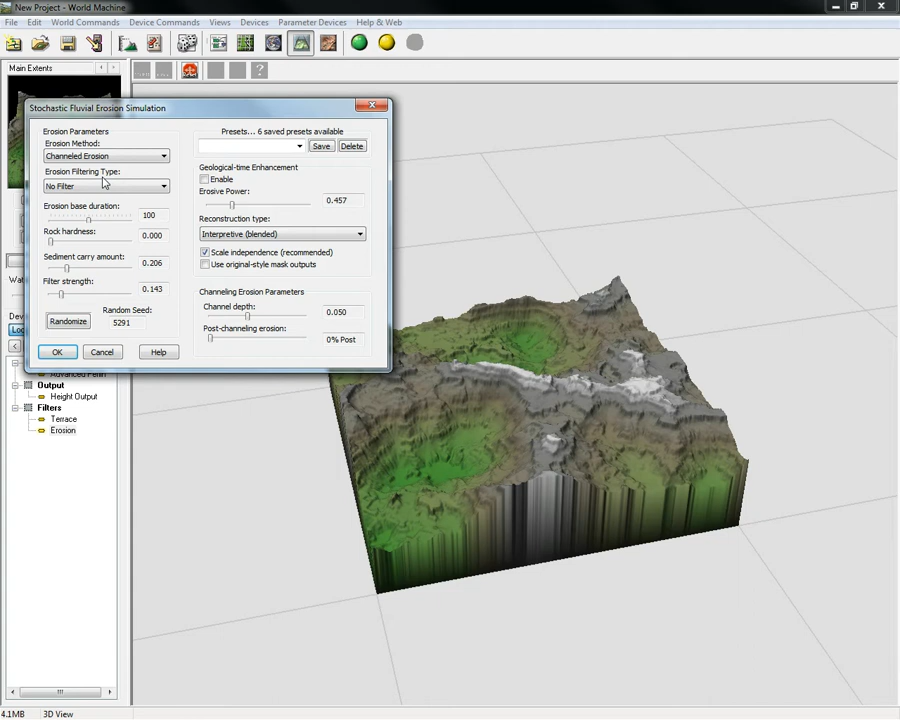 New Project - World Machine
File Edit World Commands Device Commands Views Devices Parameter Devices Help & Web
Main Extents
Stochastic Fluvial Erosion Simulation
Erosion Parameters
Erosion Method:
Channeled Erosion
Erosion Filtering Type:
No Filter
Erosion base duration:
100
Rock hardness:
0.000
Sediment carry amount:
0.206
Filter strength:
0.143
Randomize
Random Seed:
5291
OK Cancel Help
Presets... 6 saved presets available
Save Delete
Geological-time Enhancement
Enable
Erosive Power:
0.457
Reconstruction type:
Interpretive (blended)
Scale independence (recommended)
Use original-style mask outputs
Channeling Erosion Parameters
Channel depth:
0.050
Post-channeling erosion:
0% Post
Output
Height Output
Filters
Terrace
Erosion
4.1MB 3D View